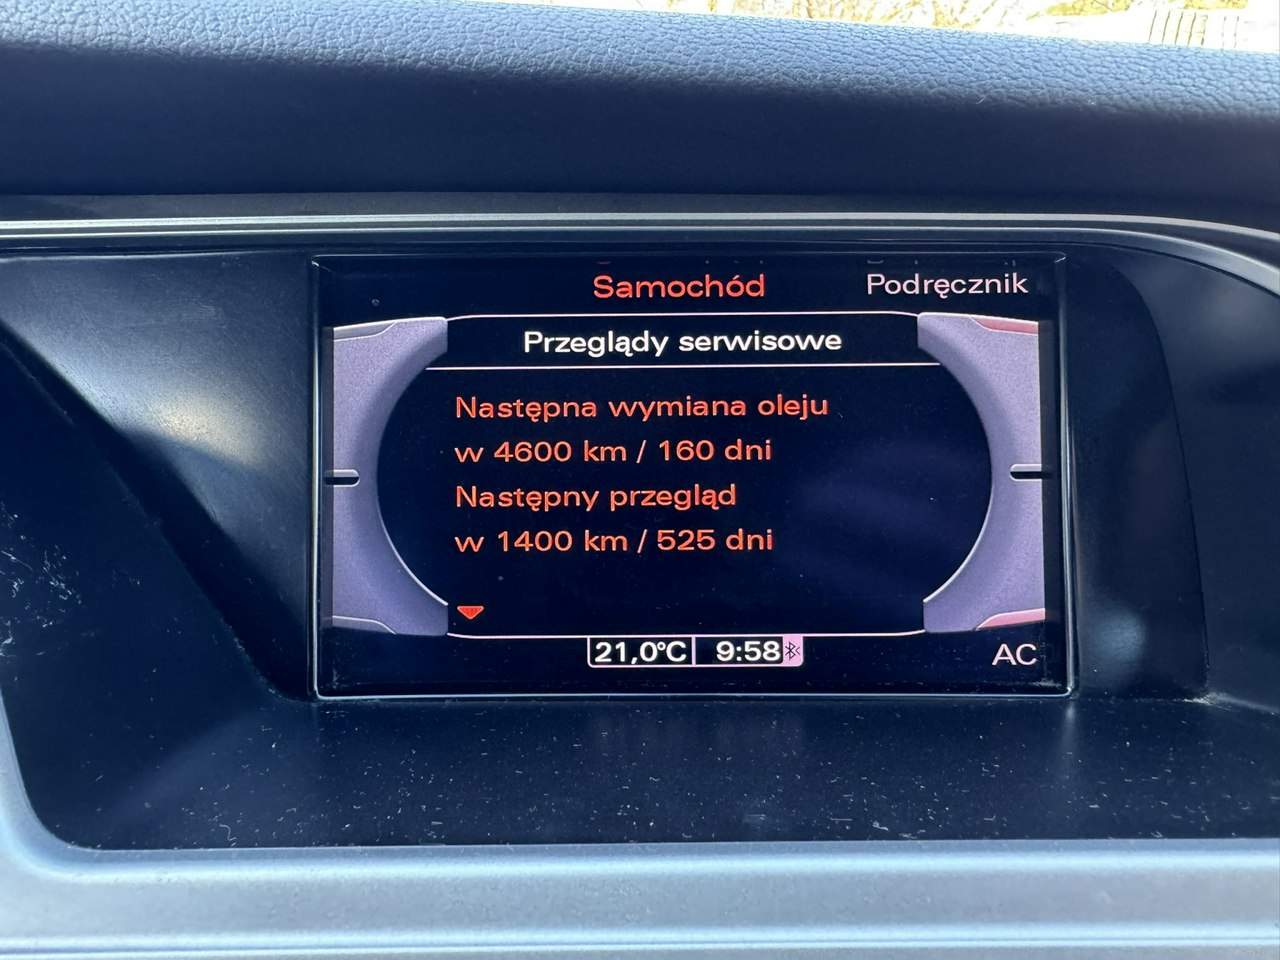 Samochód
Podręcznik
Przeglądy serwisowe
Następna wymiana oleju
w 4600 km / 160 dni
Następny przegląd
w 1400 km / 525 dni
21,0°C 9:58
AC